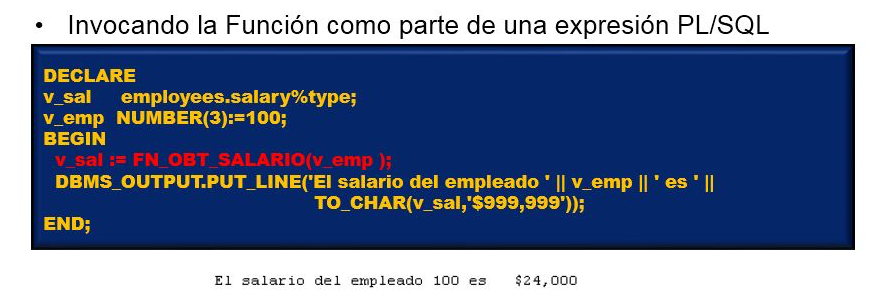 • Invocando la Función como parte de una expresión PL/SQL
DECLARE
v_sal employees.salary%type;
v_emp NUMBER(3):=100;
BEGIN
v_sal := FN_OBT_SALARIO(v_emp );
DBMS_OUTPUT.PUT_LINE('El salario del empleado ' || v_emp || ' es ' ||
TO_CHAR(v_sal,'$999,999'));
END;
El salario del empleado 100 es $24,000